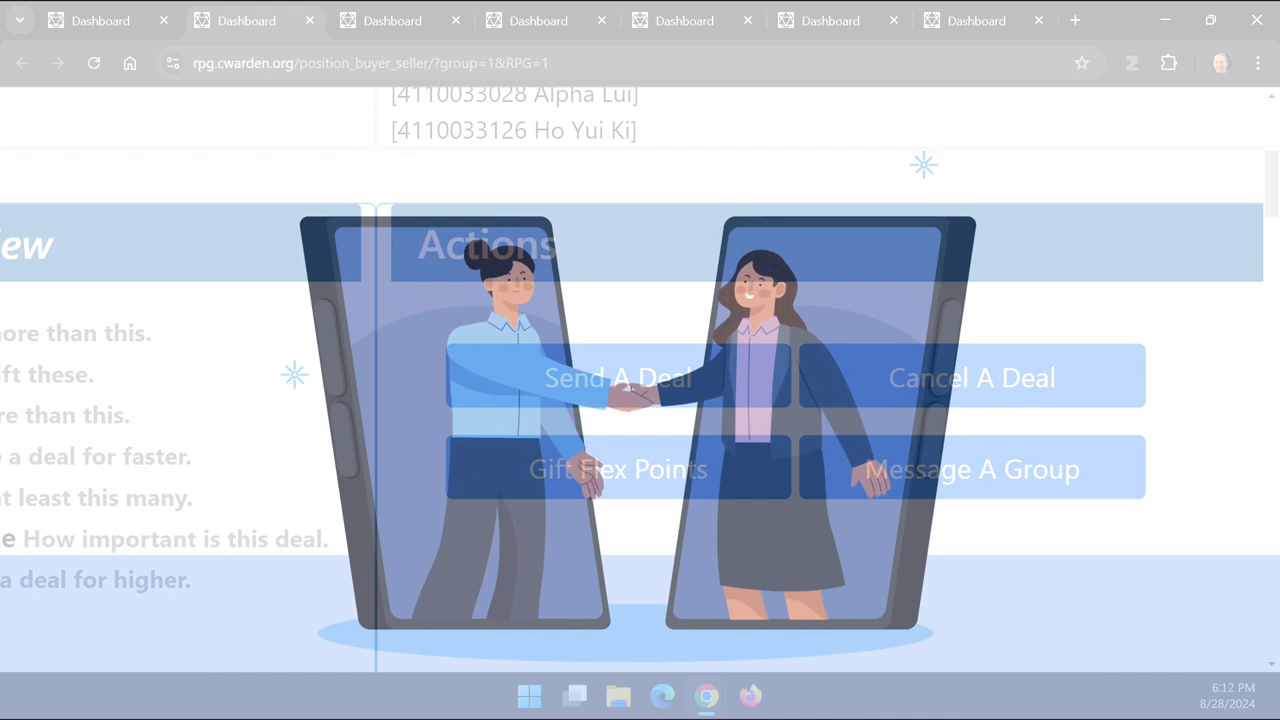 Dashboard
Dashboard
Dashboard
Dashboard
Dashboard
Dashboard
Dashboard
rpg.cwarden.org/position_buyer_seller/?group=1&RPG=1
[4110033028 Alpha Lui]
[4110033126 Ho Yui Ki]
iew
Actions
nore than this.
ft these.
re than this.
e a deal for faster.
at least this many.
e How important is this deal.
a deal for higher.
Send A Deal
Cancel A Deal
Gift Flex Points
Message A Group
6:12 PM
8/28/2024